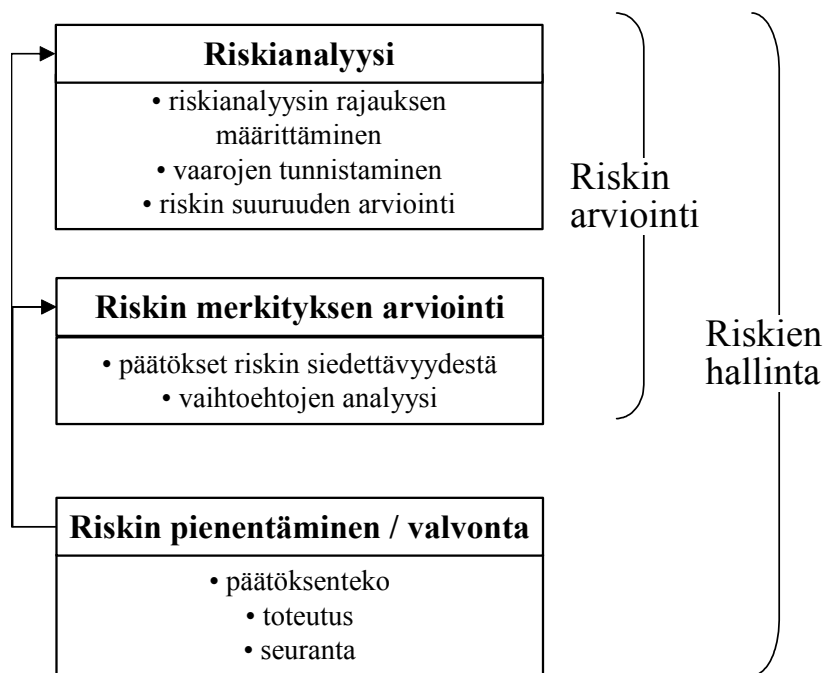 Riskianalyysi
• riskianalyysin rajauksen
määrittäminen
• vaarojen tunnistaminen
• riskin suuruuden arviointi
Riskin
arviointi
Riskin merkityksen arviointi
• päätökset riskin siedettävyydestä
• vaihtoehtojen analyysi
Riskien
hallinta
Riskin pienentäminen / valvonta
• päätöksenteko
• toteutus
• seuranta